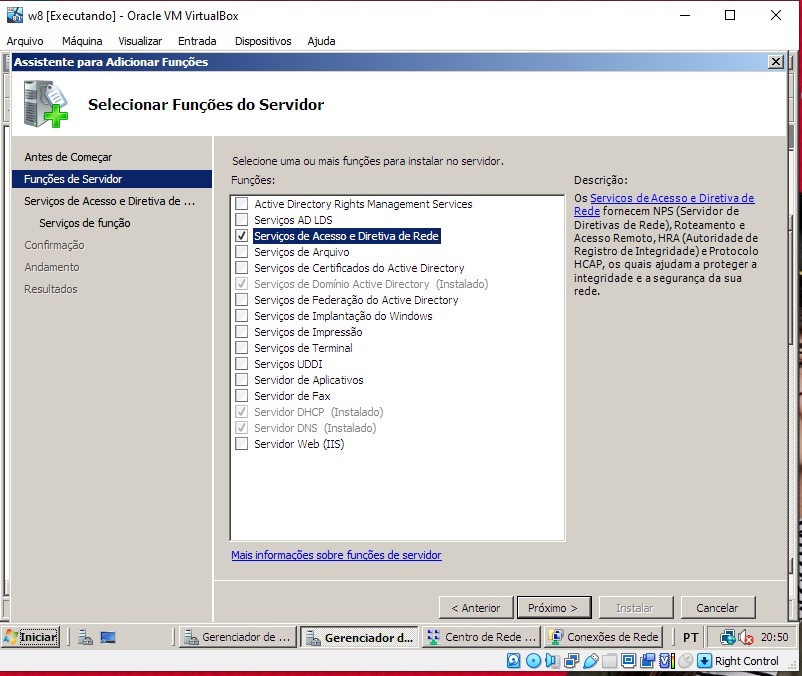 w8 [Executando] - Oracle VM VirtualBox
Arquivo Máquina Visualizar Entrada Dispositivos Ajuda
Assistente para Adicionar Funções
Selecionar Funções do Servidor
Antes de Começar
Funções de Servidor
Serviços de Acesso e Diretiva de ...
Serviços de função
Confirmação
Andamento
Resultados
Selecione uma ou mais funções para instalar no servidor.
Funções:
Active Directory Rights Management Services
Serviços AD LDS
Serviços de Acesso e Diretiva de Rede
Serviços de Arquivo
Serviços de Certificados do Active Directory
Serviços de Domínio Active Directory (Instalado)
Serviços de Federação do Active Directory
Serviços de Implantação do Windows
Serviços de Impressão
Serviços de Terminal
Serviços UDDI
Servidor de Aplicativos
Servidor de Fax
Servidor DHCP (Instalado)
Servidor DNS (Instalado)
Servidor Web (IIS)
Mais informações sobre funções de servidor
Descrição:
Os Serviços de Acesso e Diretiva de
Rede fornecem NPS (Servidor de
Diretivas de Rede), Roteamento e
Acesso Remoto, HRA (Autoridade de
Registro de Integridade) e Protocolo
HCAP, os quais ajudam a proteger a
integridade e a segurança da sua
rede.
< Anterior Próximo > Instalar Cancelar
Iniciar Gerenciador de ... Gerenciador d... Centro de Rede ... Conexões de Rede PT 20:50
Right Control